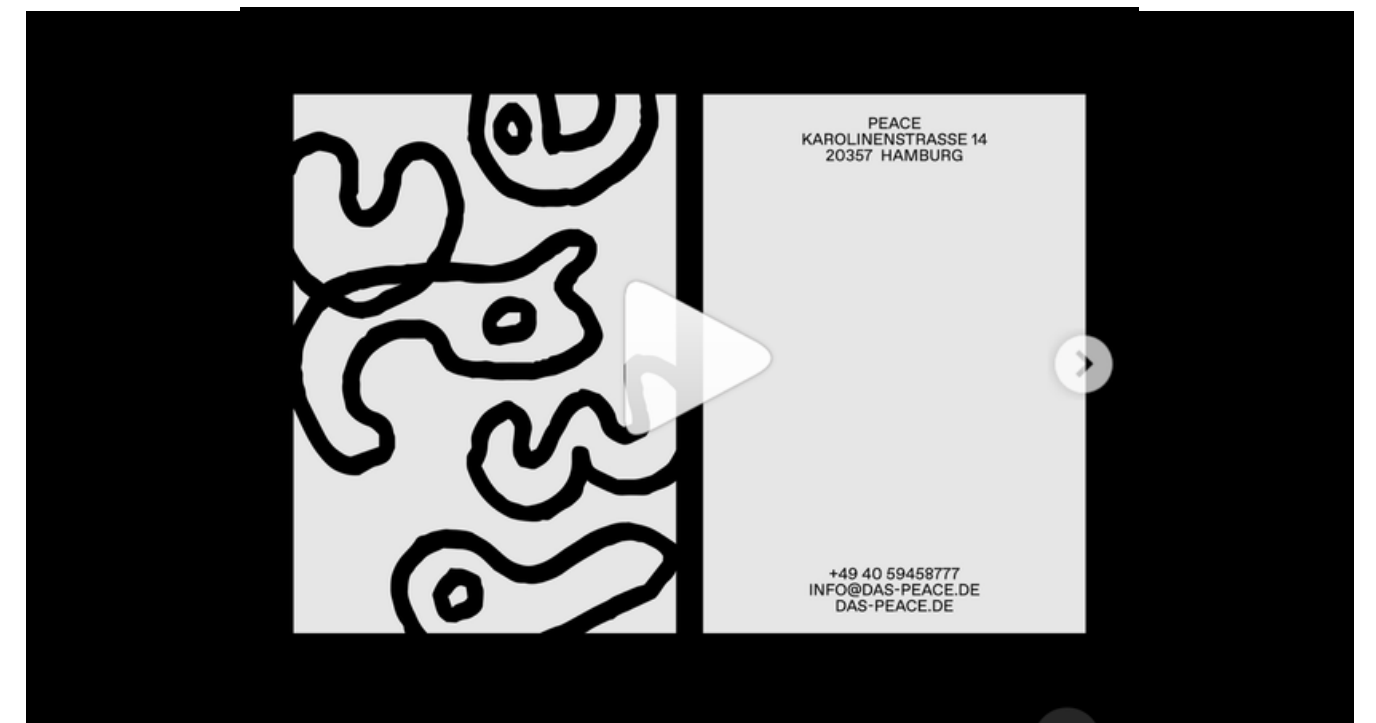 PEACE
KAROLINENSTRASSE 14
20357 HAMBURG
+49 40 59458777
INFO@DAS-PEACE.DE
DAS-PEACE.DE